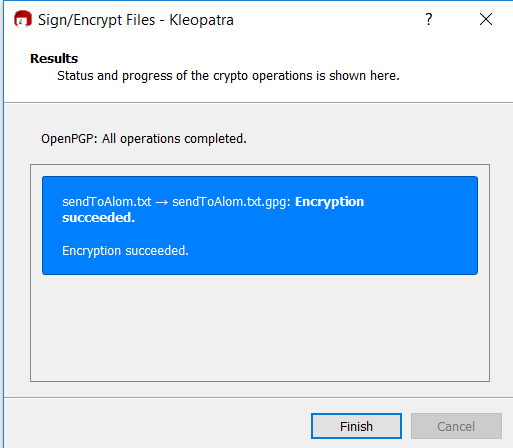 Sign/Encrypt Files - Kleopatra
?
Results
Status and progress of the crypto operations is shown here.
OpenPGP: All operations completed.
sendToAlom.txt → sendToAlom.txt.gpg: Encryption
succeeded.
Encryption succeeded.
Finish
Cancel